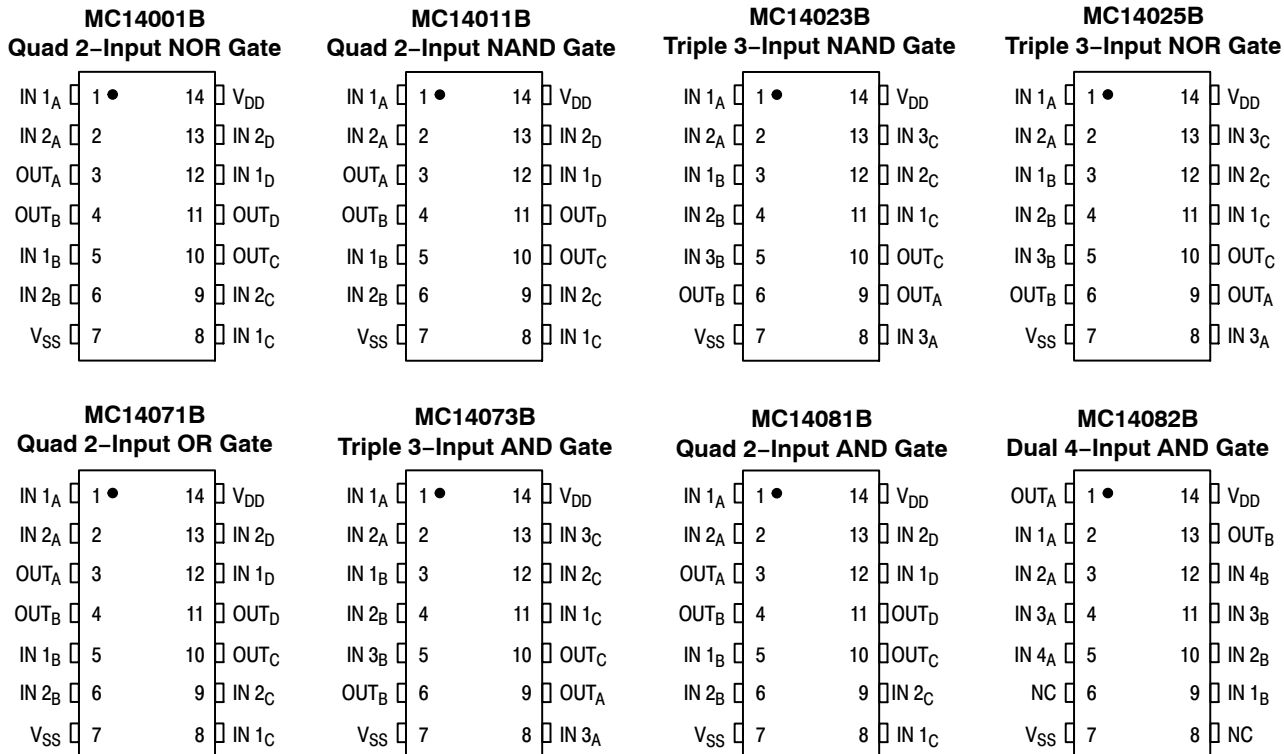 MC14001B
Quad 2−Input NOR Gate
IN 1A 1 14 VDD
IN 2A 2 13 IN 2D
OUTA 3 12 IN 1D
OUTB 4 11 OUTD
IN 1B 5 10 OUTC
IN 2B 6 9 IN 2C
VSS 7 8 IN 1C
MC14011B
Quad 2−Input NAND Gate
IN 1A 1 14 VDD
IN 2A 2 13 IN 2D
OUTA 3 12 IN 1D
OUTB 4 11 OUTD
IN 1B 5 10 OUTC
IN 2B 6 9 IN 2C
VSS 7 8 IN 1C
MC14023B
Triple 3−Input NAND Gate
IN 1A 1 14 VDD
IN 2A 2 13 IN 3C
IN 1B 3 12 IN 2C
IN 2B 4 11 IN 1C
IN 3B 5 10 OUTC
OUTB 6 9 OUTA
VSS 7 8 IN 3A
MC14025B
Triple 3−Input NOR Gate
IN 1A 1 14 VDD
IN 2A 2 13 IN 3C
IN 1B 3 12 IN 2C
IN 2B 4 11 IN 1C
IN 3B 5 10 OUTC
OUTB 6 9 OUTA
VSS 7 8 IN 3A
MC14071B
Quad 2−Input OR Gate
IN 1A 1 14 VDD
IN 2A 2 13 IN 2D
OUTA 3 12 IN 1D
OUTB 4 11 OUTD
IN 1B 5 10 OUTC
IN 2B 6 9 IN 2C
VSS 7 8 IN 1C
MC14073B
Triple 3−Input AND Gate
IN 1A 1 14 VDD
IN 2A 2 13 IN 3C
IN 1B 3 12 IN 2C
IN 2B 4 11 IN 1C
IN 3B 5 10 OUTC
OUTB 6 9 OUTA
VSS 7 8 IN 3A
MC14081B
Quad 2−Input AND Gate
IN 1A 1 14 VDD
IN 2A 2 13 IN 2D
OUTA 3 12 IN 1D
OUTB 4 11 OUTD
IN 1B 5 10 OUTC
IN 2B 6 9 IN 2C
VSS 7 8 IN 1C
MC14082B
Dual 4−Input AND Gate
OUTA 1 14 VDD
IN 1A 2 13 OUTB
IN 2A 3 12 IN 4B
IN 3A 4 11 IN 3B
IN 4A 5 10 IN 2B
NC 6 9 IN 1B
VSS 7 8 NC